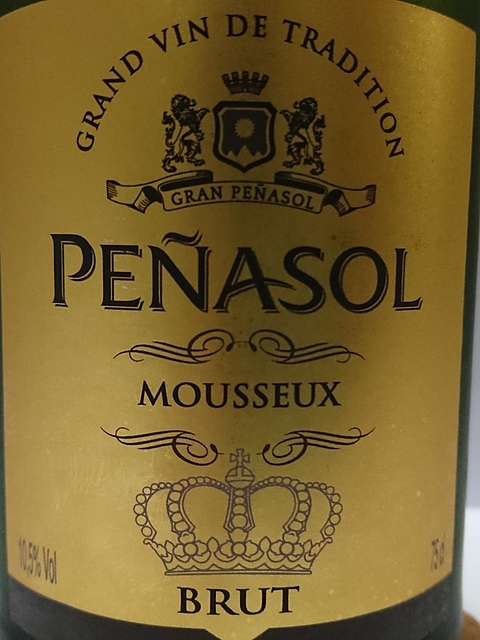 GRAND VIN DE TRADITION
GRAN PEÑASOL
PEÑASOL
MOUSSEUX
10,5% Vol
75 cl
BRUT